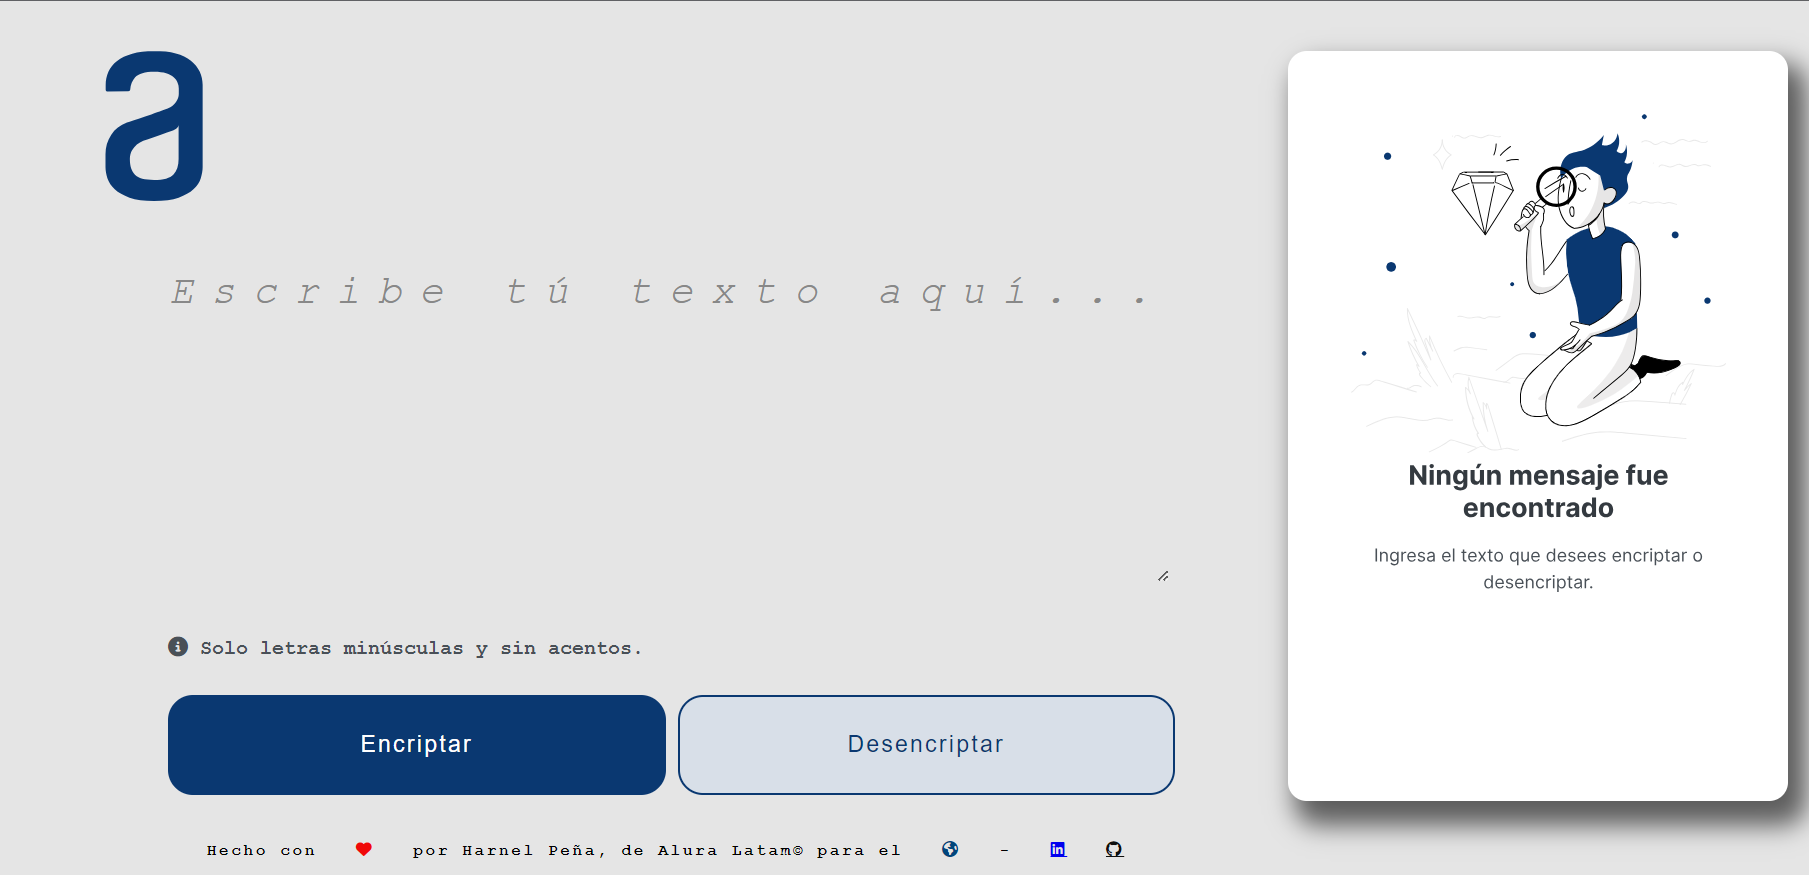 a
Escribe tú texto aquí...
Solo letras minúsculas y sin acentos.
Encriptar
Desencriptar
Hecho con por Harnel Peña, de Alura Latam© para el - in
Ningún mensaje fue
encontrado
Ingresa el texto que desees encriptar o
desencriptar.